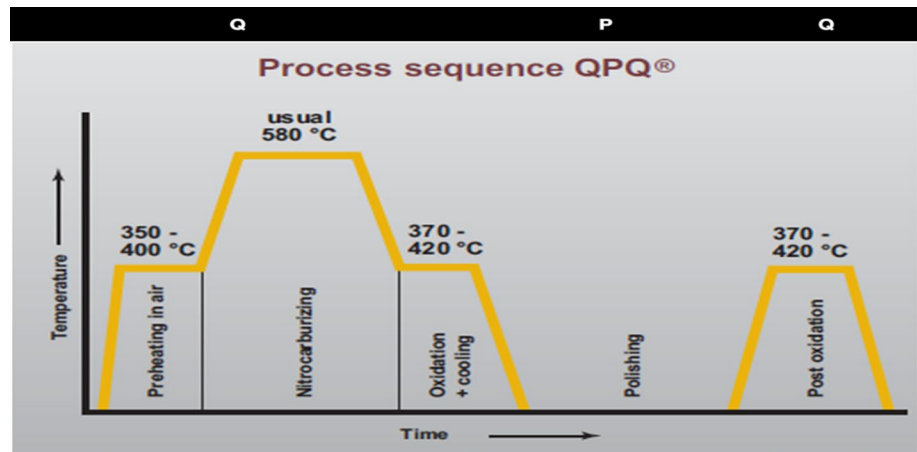 Q P Q
Process sequence QPQ®
usual
580 °C
350 -
400 °C
370 -
420 °C
370 -
420 °C
Temperature
Preheating in air
Nitrocarburizing
Oxidation
+ cooling
Polishing
Post oxidation
Time